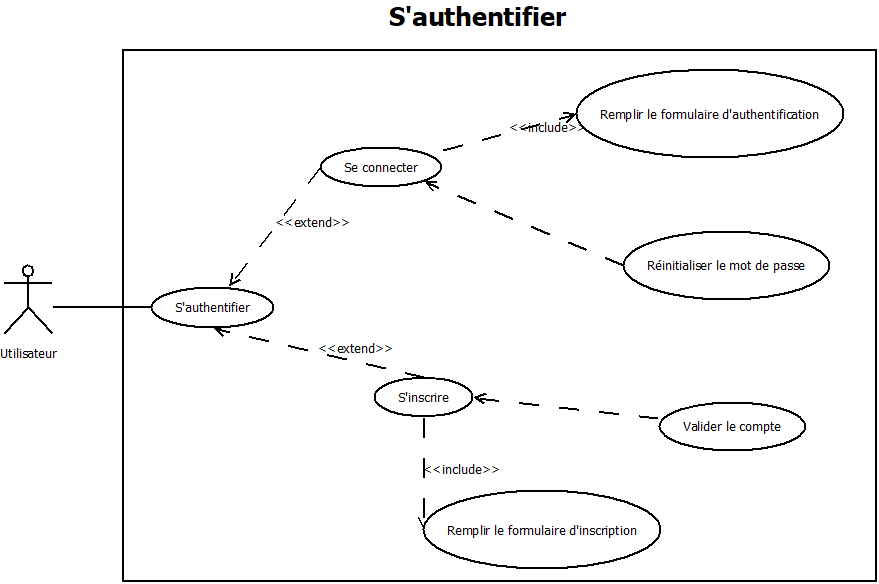 S'authentifier
Remplir le formulaire d'authentification
<<include>>
Se connecter
<<extend>>
Réinitialiser le mot de passe
S'authentifier
Utilisateur
<<extend>>
S'inscrire
Valider le compte
<<include>>
Remplir le formulaire d'inscription